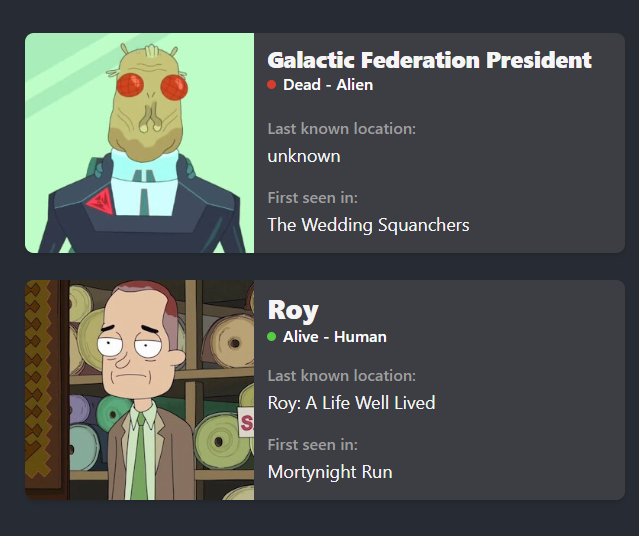 Galactic Federation President
Dead - Alien
Last known location:
unknown
First seen in:
The Wedding Squanchers
Roy
Alive - Human
Last known location:
Roy: A Life Well Lived
First seen in:
Mortynight Run
S